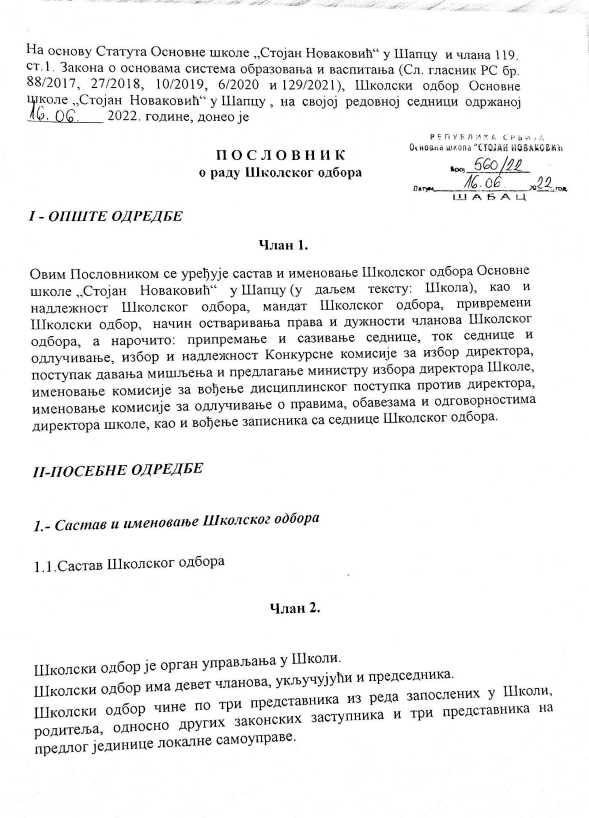 На основу Статута Основне школе „Стојан Новаковић“ у Шапцу и члана 119.
ст.1. Закона о основама система образовања и васпитања (Сл. гласник РС бр.
88/2017, 27/2018, 10/2019, 6/2020 и 129/2021), Школски одбор Основне
школе „Стојан Новаковић“ у Шапцу , на својој редовној седници одржаној
16.06. 2022. године, донео је
РЕПУБЛИКА СРБИЈА
Основна школа "СТОЈАН НОВАКОВИЋ"
Број 560/22
Датум 16.06 2022 год.
ШАБАЦ
П О С Л О В Н И К
о раду Школског одбора
I - ОПШТЕ ОДРЕДБЕ
Члан 1.
Овим Пословником се уређује састав и именовање Школског одбора Основне
школе „Стојан Новаковић“ у Шапцу (у даљем тексту: Школа), као и
надлежност Школског одбора, мандат Школског одбора, привремени
Школски одбор, начин остваривања права и дужности чланова Школског
одбора, а нарочито: припремање и сазивање седнице, ток седнице и
одлучивање, избор и надлежност Конкурсне комисије за избор директора,
поступак давања мишљења и предлагање министру избора директора Школе,
именовање комисије за вођење дисциплинског поступка против директора,
именовање комисије за одлучивање о правима, обавезама и одговорностима
директора школе, као и вођење записника са седнице Школског одбора.
II-ПОСЕБНЕ ОДРЕДБЕ
1.- Састав и именовање Школског одбора
1.1.Састав Школског одбора
Члан 2.
Школски одбор је орган управљања у Школи.
Школски одбор има девет чланова, укључујући и председника.
Школски одбор чине по три представника из реда запослених у Школи,
родитеља, односно других законских заступника и три представника на
предлог јединице локалне самоуправе.